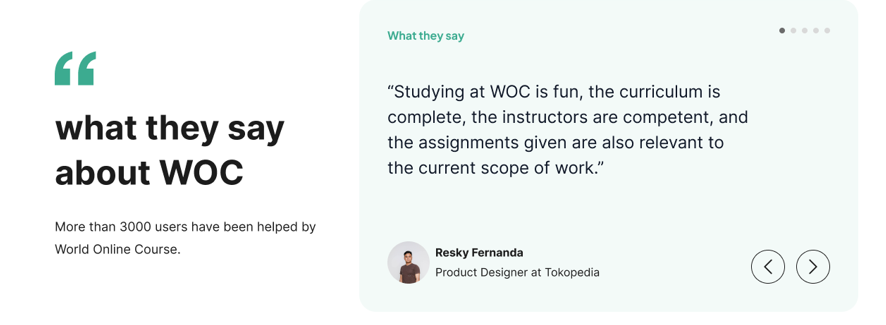 what they say
about WOC
More than 3000 users have been helped by
World Online Course.
What they say
“Studying at WOC is fun, the curriculum is
complete, the instructors are competent, and
the assignments given are also relevant to
the current scope of work.”
Resky Fernanda
Product Designer at Tokopedia